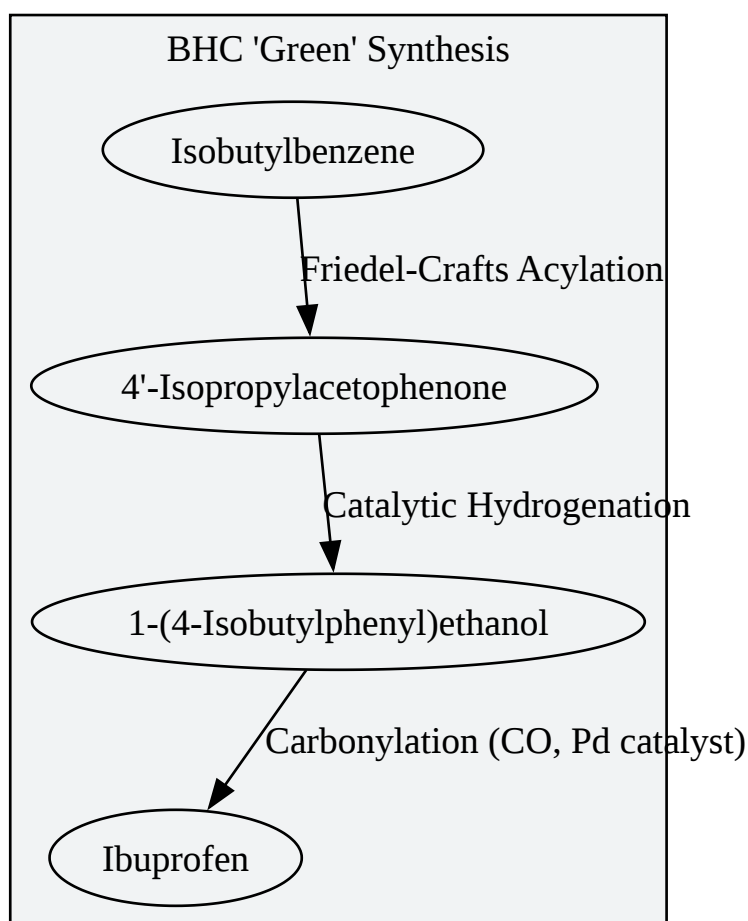 BHC 'Green' Synthesis
Isobutylbenzene
Friedel-Crafts Acylation
4'-Isopropylacetophenone
Catalytic Hydrogenation
1-(4-Isobutylphenyl)ethanol
Carbonylation (CO, Pd catalyst)
Ibuprofen